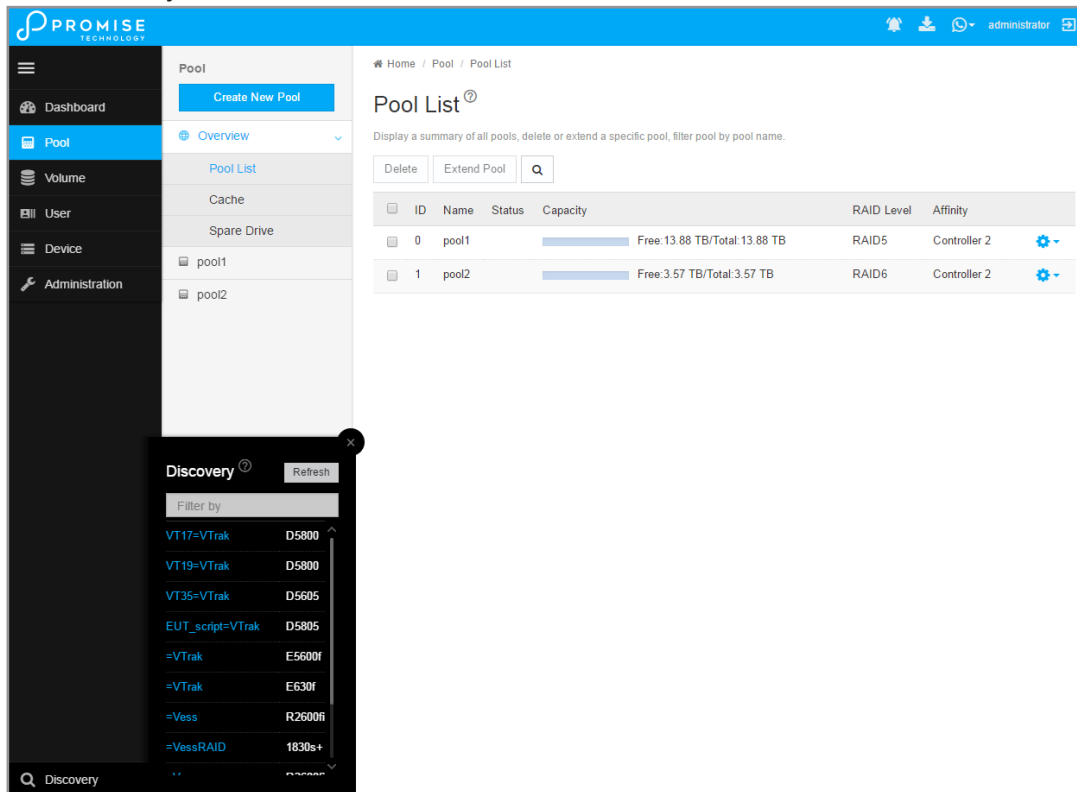 PROMISE
TECHNOLOGY
administrator
Dashboard
Pool
Volume
User
Device
Administration
Pool
Create New Pool
Overview
Pool List
Cache
Spare Drive
pool1
pool2
Home / Pool / Pool List
Pool List
Display a summary of all pools, delete or extend a specific pool, filter pool by pool name.
Delete Extend Pool
ID Name Status Capacity RAID Level Affinity
0 pool1 Free:13.88 TB/Total:13.88 TB RAID5 Controller 2
1 pool2 Free:3.57 TB/Total:3.57 TB RAID6 Controller 2
Discovery Refresh
Filter by
VT17=VTrak D5800
VT19=VTrak D5800
VT35=VTrak D5605
EUT_script=VTrak D5805
=VTrak E5600f
=VTrak E630f
=Vess R2600fi
=VessRAID 1830s+
Discovery